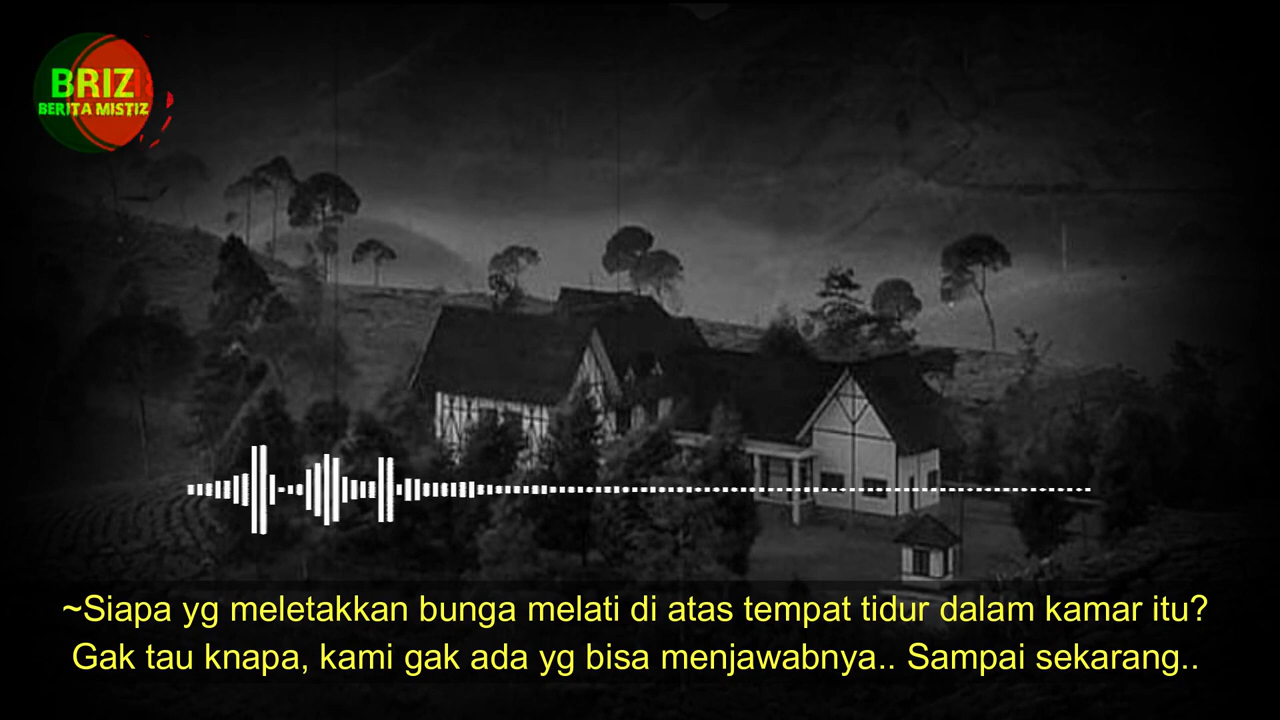 BRIZ
BERITA MISTIZ
~Siapa yg meletakkan bunga melati di atas tempat tidur dalam kamar itu?
Gak tau knapa, kami gak ada yg bisa menjawabnya.. Sampai sekarang..